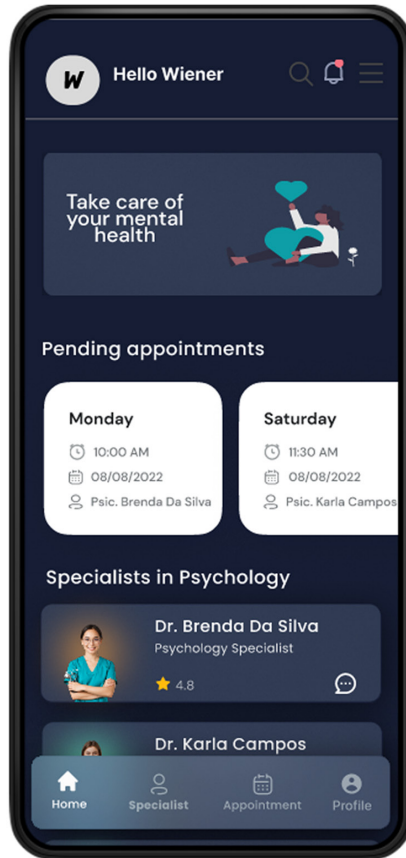 W
Hello Wiener
Take care of
your mental
health
Pending appointments
Monday
10:00 AM
08/08/2022
Psic. Brenda Da Silva
Saturday
11:30 AM
08/08/2022
Psic. Karla Campos
Specialists in Psychology
Dr. Brenda Da Silva
Psychology Specialist
4.8
Dr. Karla Campos
Home
Specialist
Appointment
Profile